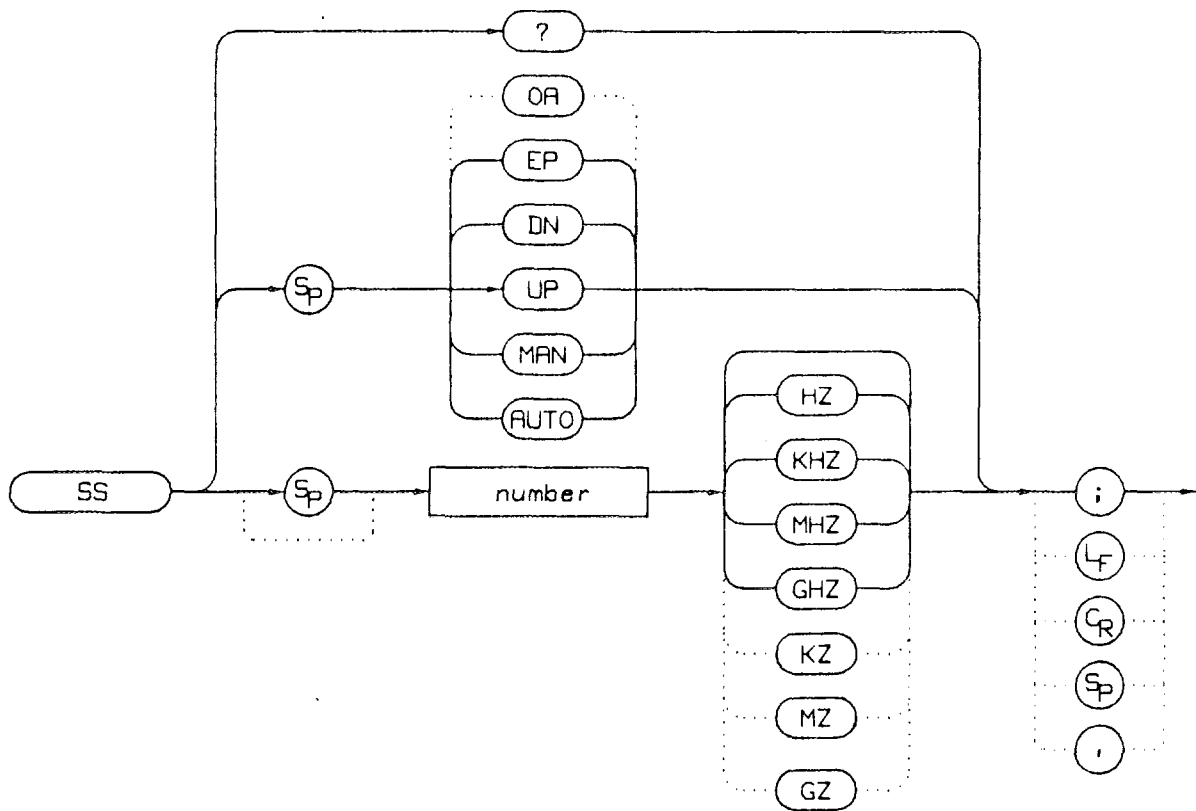 ?
OA
EP
DN
SP
UP
MAN
AUTO
HZ
KHZ
SS
SP
number
MHZ
;
GHZ
LF
KZ
CR
MZ
SP
GZ
,